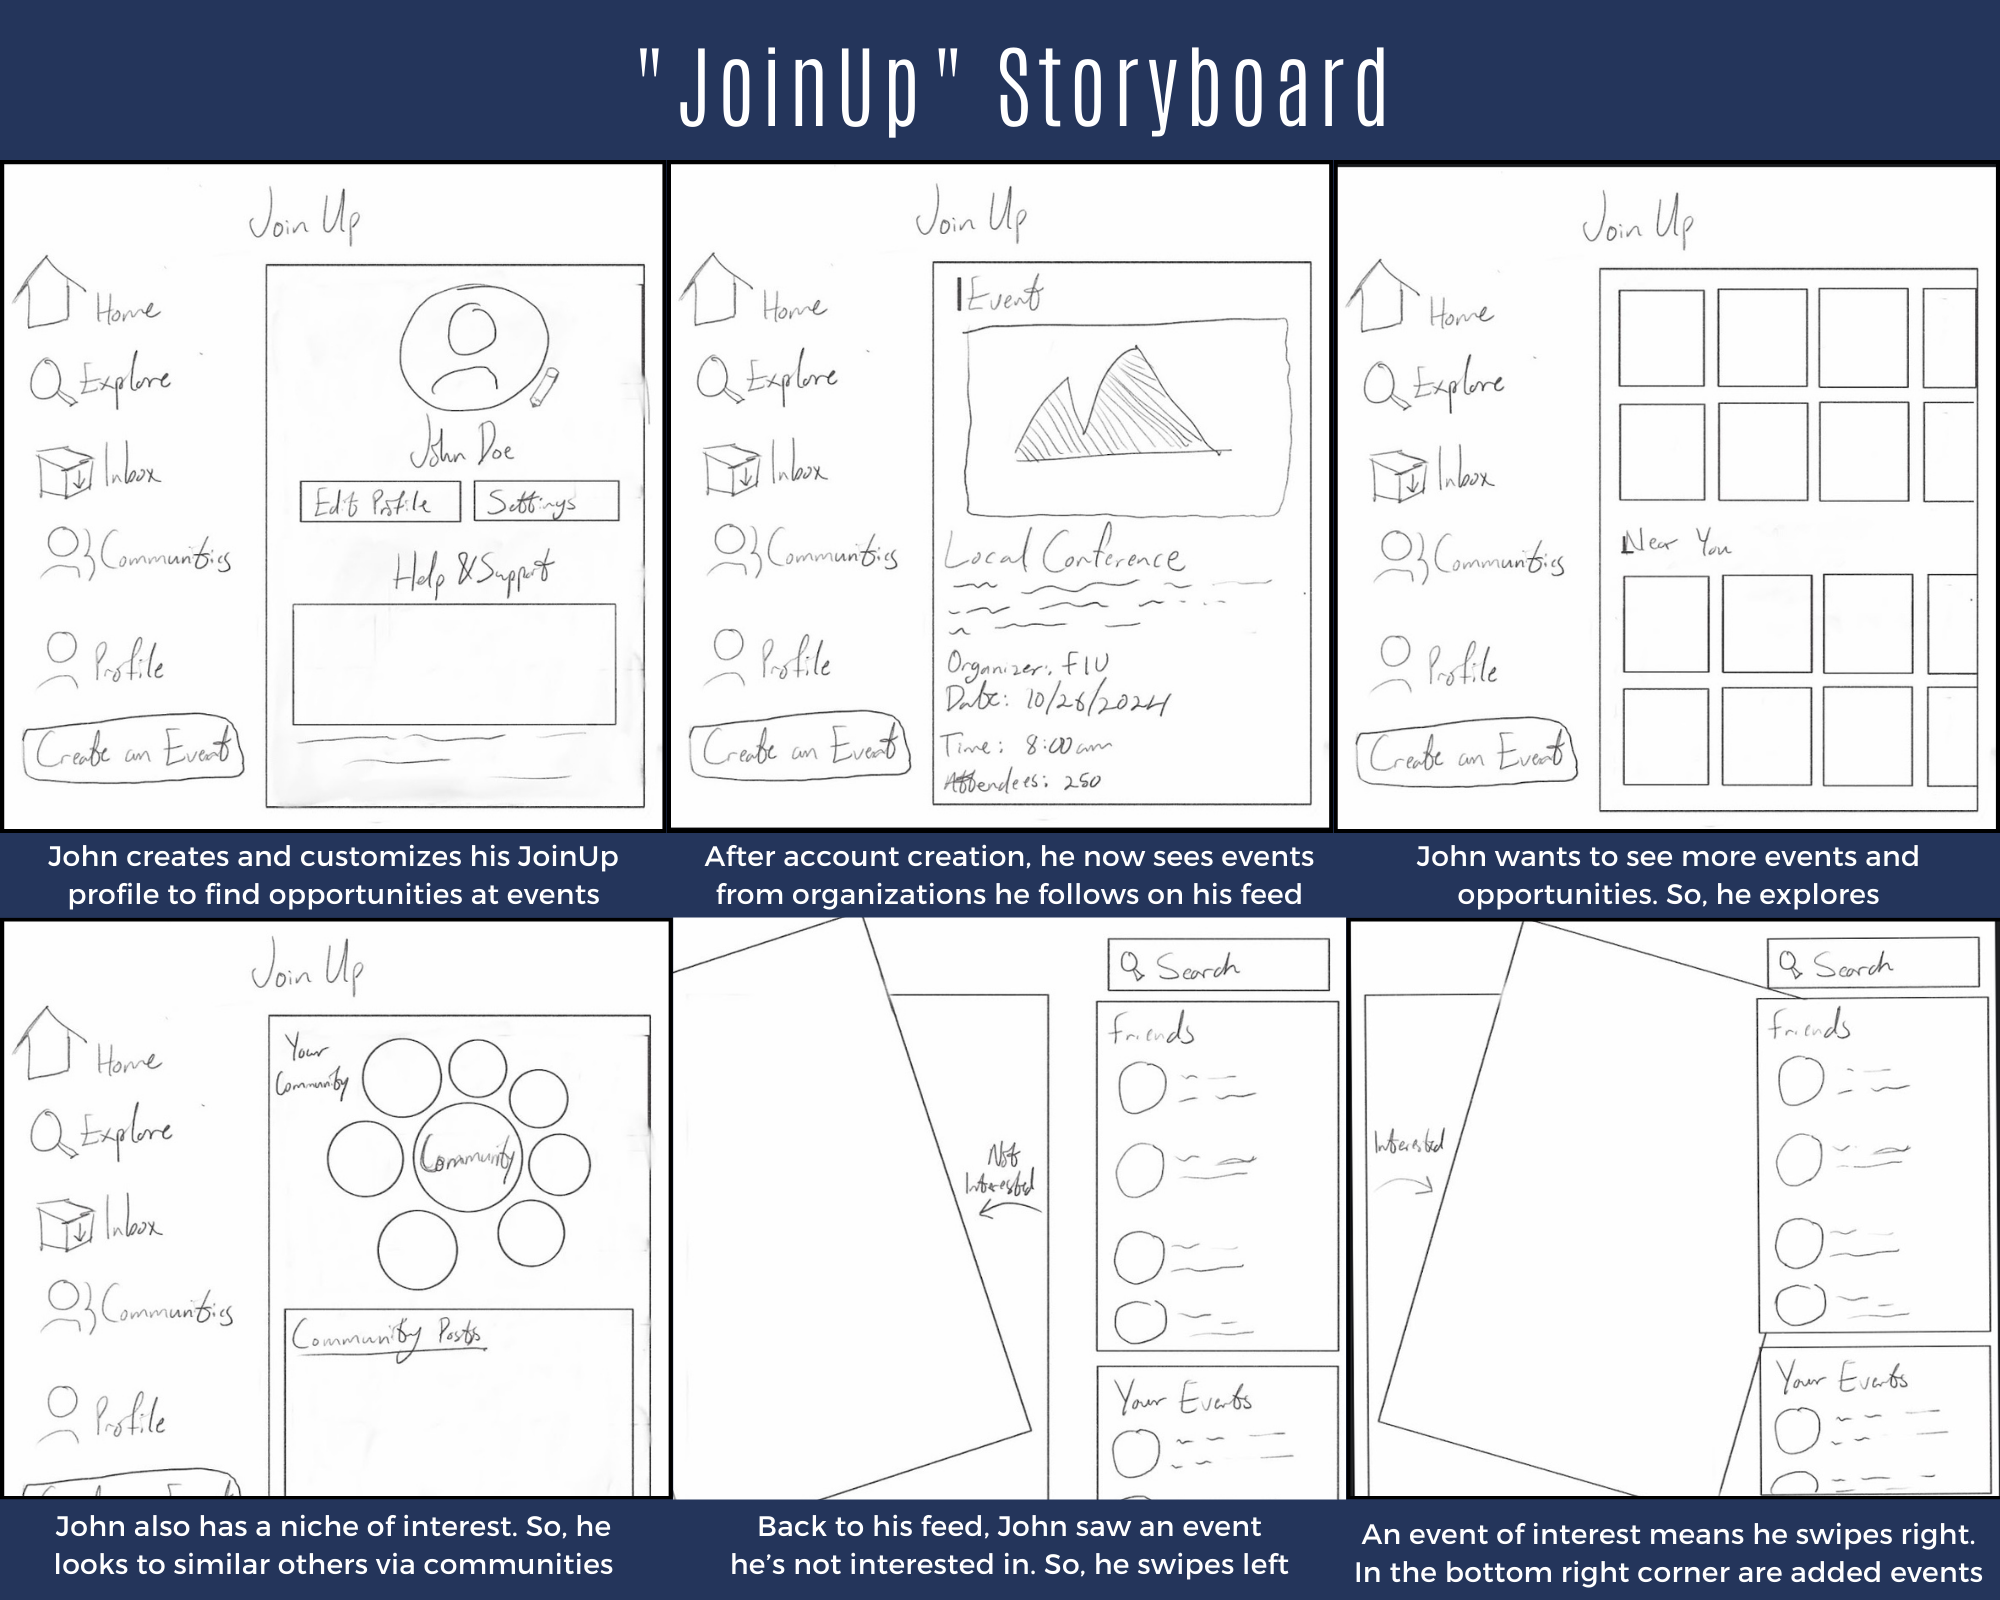 "JoinUp" Storyboard
Join Up
Home
Explore
Inbox
Communities
Profile
Create an Event
John Doe
Edit Profile
Settings
Help & Support
John creates and customizes his JoinUp
profile to find opportunities at events
Join Up
Home
Explore
Inbox
Communities
Profile
Create an Event
Event
Local Conference
Organizer: FIU
Date: 10/26/2024
Time: 8:00am
Attendees: 250
After account creation, he now sees events
from organizations he follows on his feed
Join Up
Home
Explore
Inbox
Communities
Profile
Create an Event
Near You
John wants to see more events and
opportunities. So, he explores
Join Up
Home
Explore
Inbox
Communities
Profile
Your
Community
Community
Community Posts
John also has a niche of interest. So, he
looks to similar others via communities
Search
Friends
Not
Interested
Your Events
Back to his feed, John saw an event
he's not interested in. So, he swipes left
Search
Friends
Interested
Your Events
An event of interest means he swipes right.
In the bottom right corner are added events